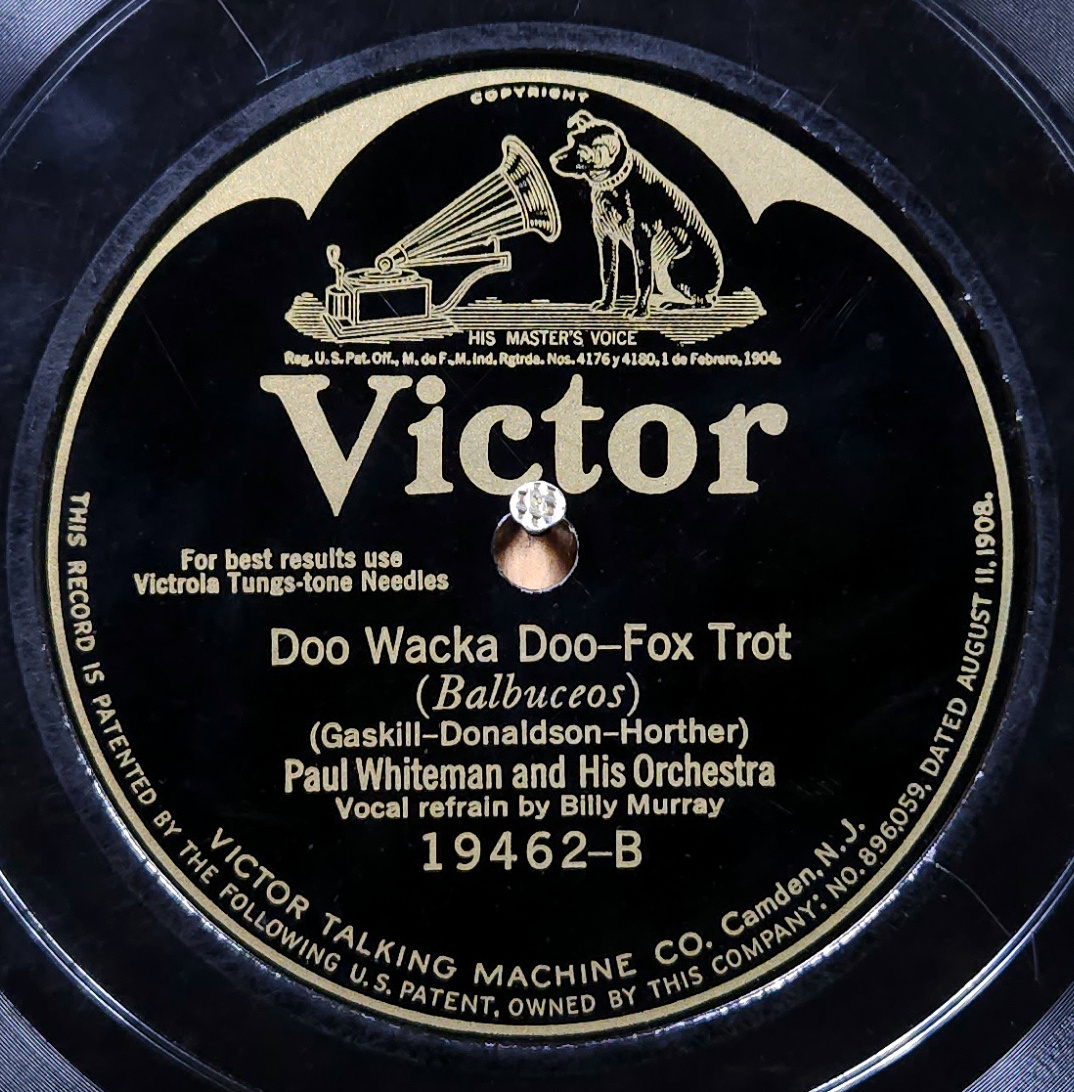 COPYRIGHT
HIS MASTER'S VOICE
Reg. U. S. Pat. Off., M. de F., M. Ind. Rgtrda. Nos. 4176 y 4180, 1 de Febrero, 1904
Victor
For best results use
Victrola Tungs-tone Needles
Doo Wacka Doo–Fox Trot
(Balbuceos)
(Gaskill–Donaldson–Horther)
Paul Whiteman and His Orchestra
Vocal refrain by Billy Murray
19462–B
VICTOR TALKING MACHINE CO. Camden, N. J.
THIS RECORD IS PATENTED BY THE FOLLOWING U. S. PATENT, OWNED BY THIS COMPANY: NO. 896,059, DATED AUGUST 11, 1908.